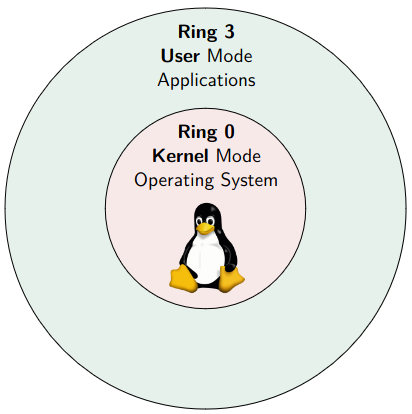 Ring 3
User Mode
Applications
Ring 0
Kernel Mode
Operating System